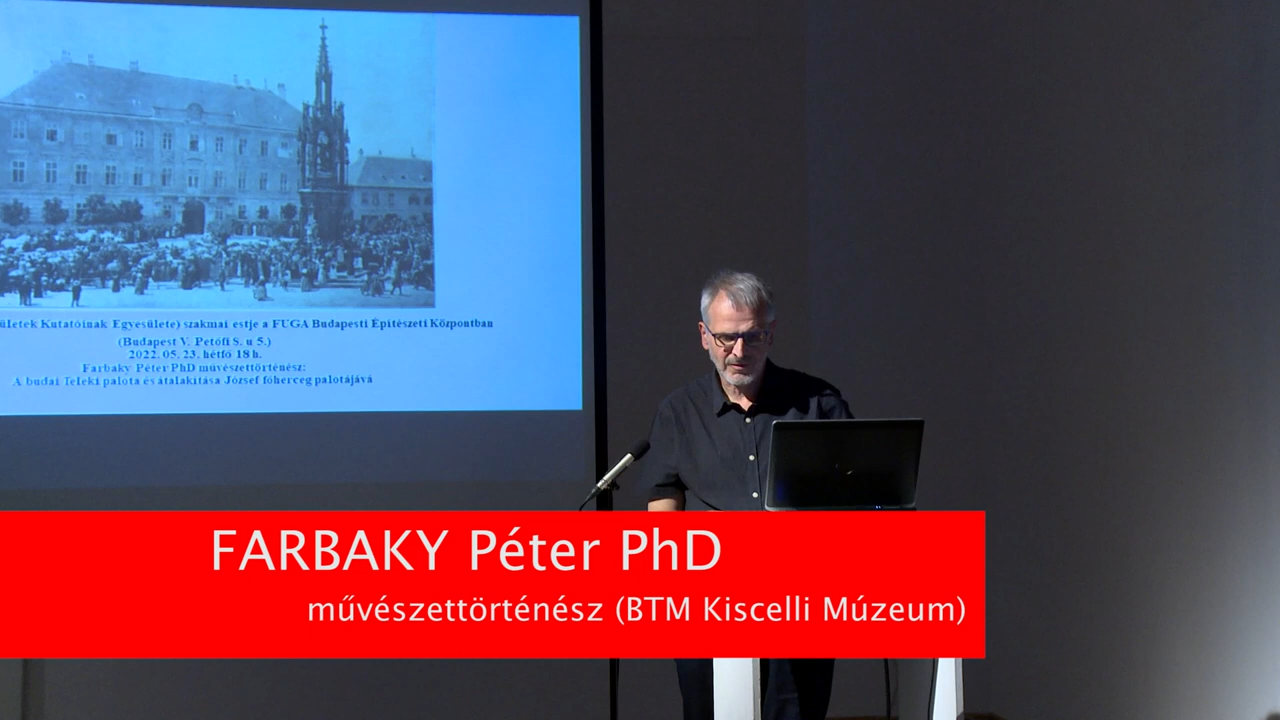 ületek Kutatóinak Egyesülete) szakmai estje a FUGA Budapesti Építészeti Központban
(Budapest V. Petőfi S. u 5.)
2022. 05. 23. hétfő 18 h.
Farbaky Péter PhD művészettörténész:
A budai Teleki palota és átalakítása József főherceg palotájává
FARBAKY Péter PhD
művészettörténész (BTM Kiscelli Múzeum)